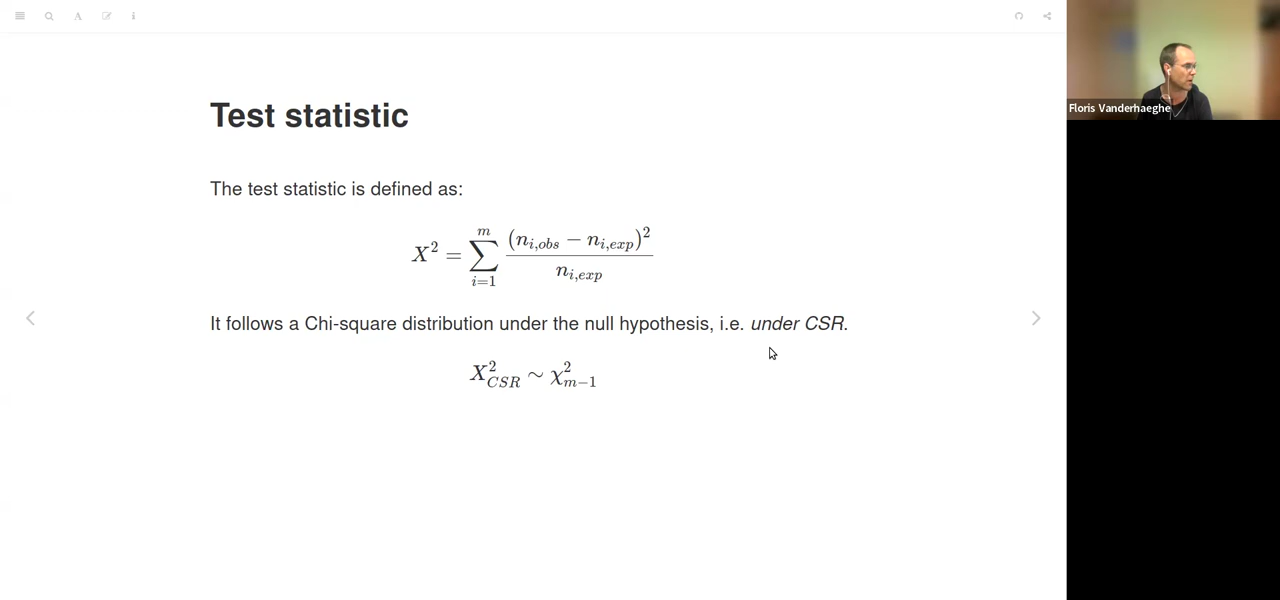 Test statistic
The test statistic is defined as:
X^2 = \sum_{i=1}^{m} \frac{(n_{i,obs} - n_{i,exp})^2}{n_{i,exp}}
It follows a Chi-square distribution under the null hypothesis, i.e. under CSR.
X^2_{CSR} \sim \chi^2_{m-1}
Floris Vanderhaeghe